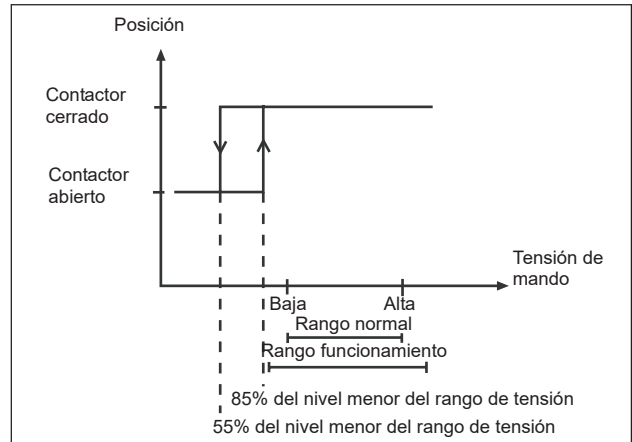 Posición
Contactor
cerrado
Contactor
abierto
Tensión de
mando
Baja
Alta
Rango normal
Rango funcionamiento
85% del nivel menor del rango de tensión
55% del nivel menor del rango de tensión